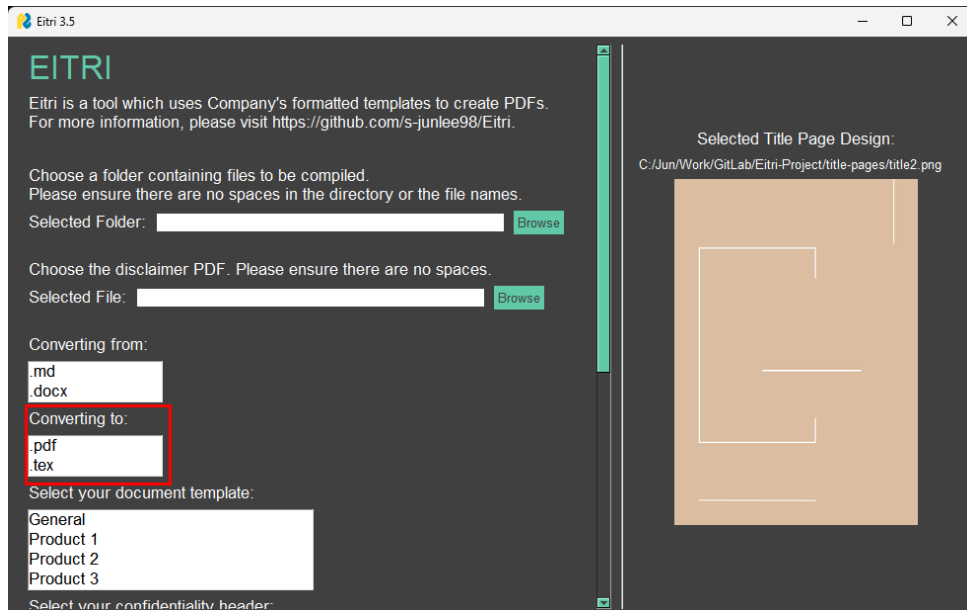 Eitri 3.5
EITRI
Eitri is a tool which uses Company's formatted templates to create PDFs.
For more information, please visit https://github.com/s-junlee98/Eitri.
Choose a folder containing files to be compiled.
Please ensure there are no spaces in the directory or the file names.
Selected Folder:
Browse
Choose the disclaimer PDF. Please ensure there are no spaces.
Selected File:
Browse
Converting from:
.md
.docx
Converting to:
.pdf
.tex
Select your document template:
General
Product 1
Product 2
Product 3
Select your confidentiality header:
Selected Title Page Design:
C:/Jun/Work/GitLab/Eitri-Project/title-pages/title2.png